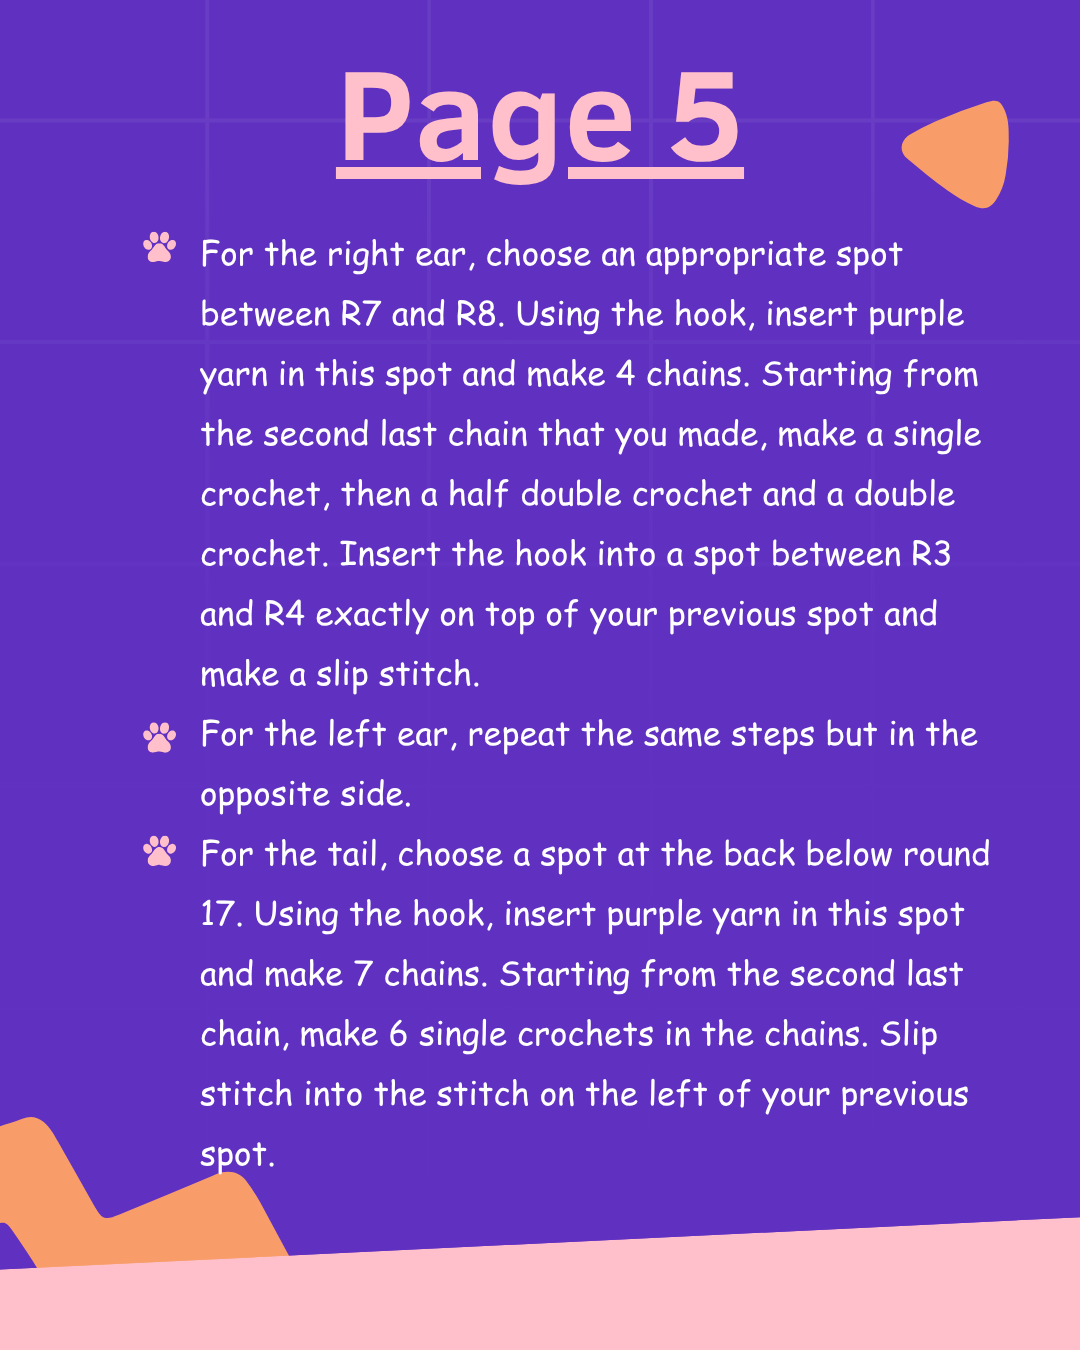 Page 5
For the right ear, choose an appropriate spot
between R7 and R8. Using the hook, insert purple
yarn in this spot and make 4 chains. Starting from
the second last chain that you made, make a single
crochet, then a half double crochet and a double
crochet. Insert the hook into a spot between R3
and R4 exactly on top of your previous spot and
make a slip stitch.
For the left ear, repeat the same steps but in the
opposite side.
For the tail, choose a spot at the back below round
17. Using the hook, insert purple yarn in this spot
and make 7 chains. Starting from the second last
chain, make 6 single crochets in the chains. Slip
stitch into the stitch on the left of your previous
spot.